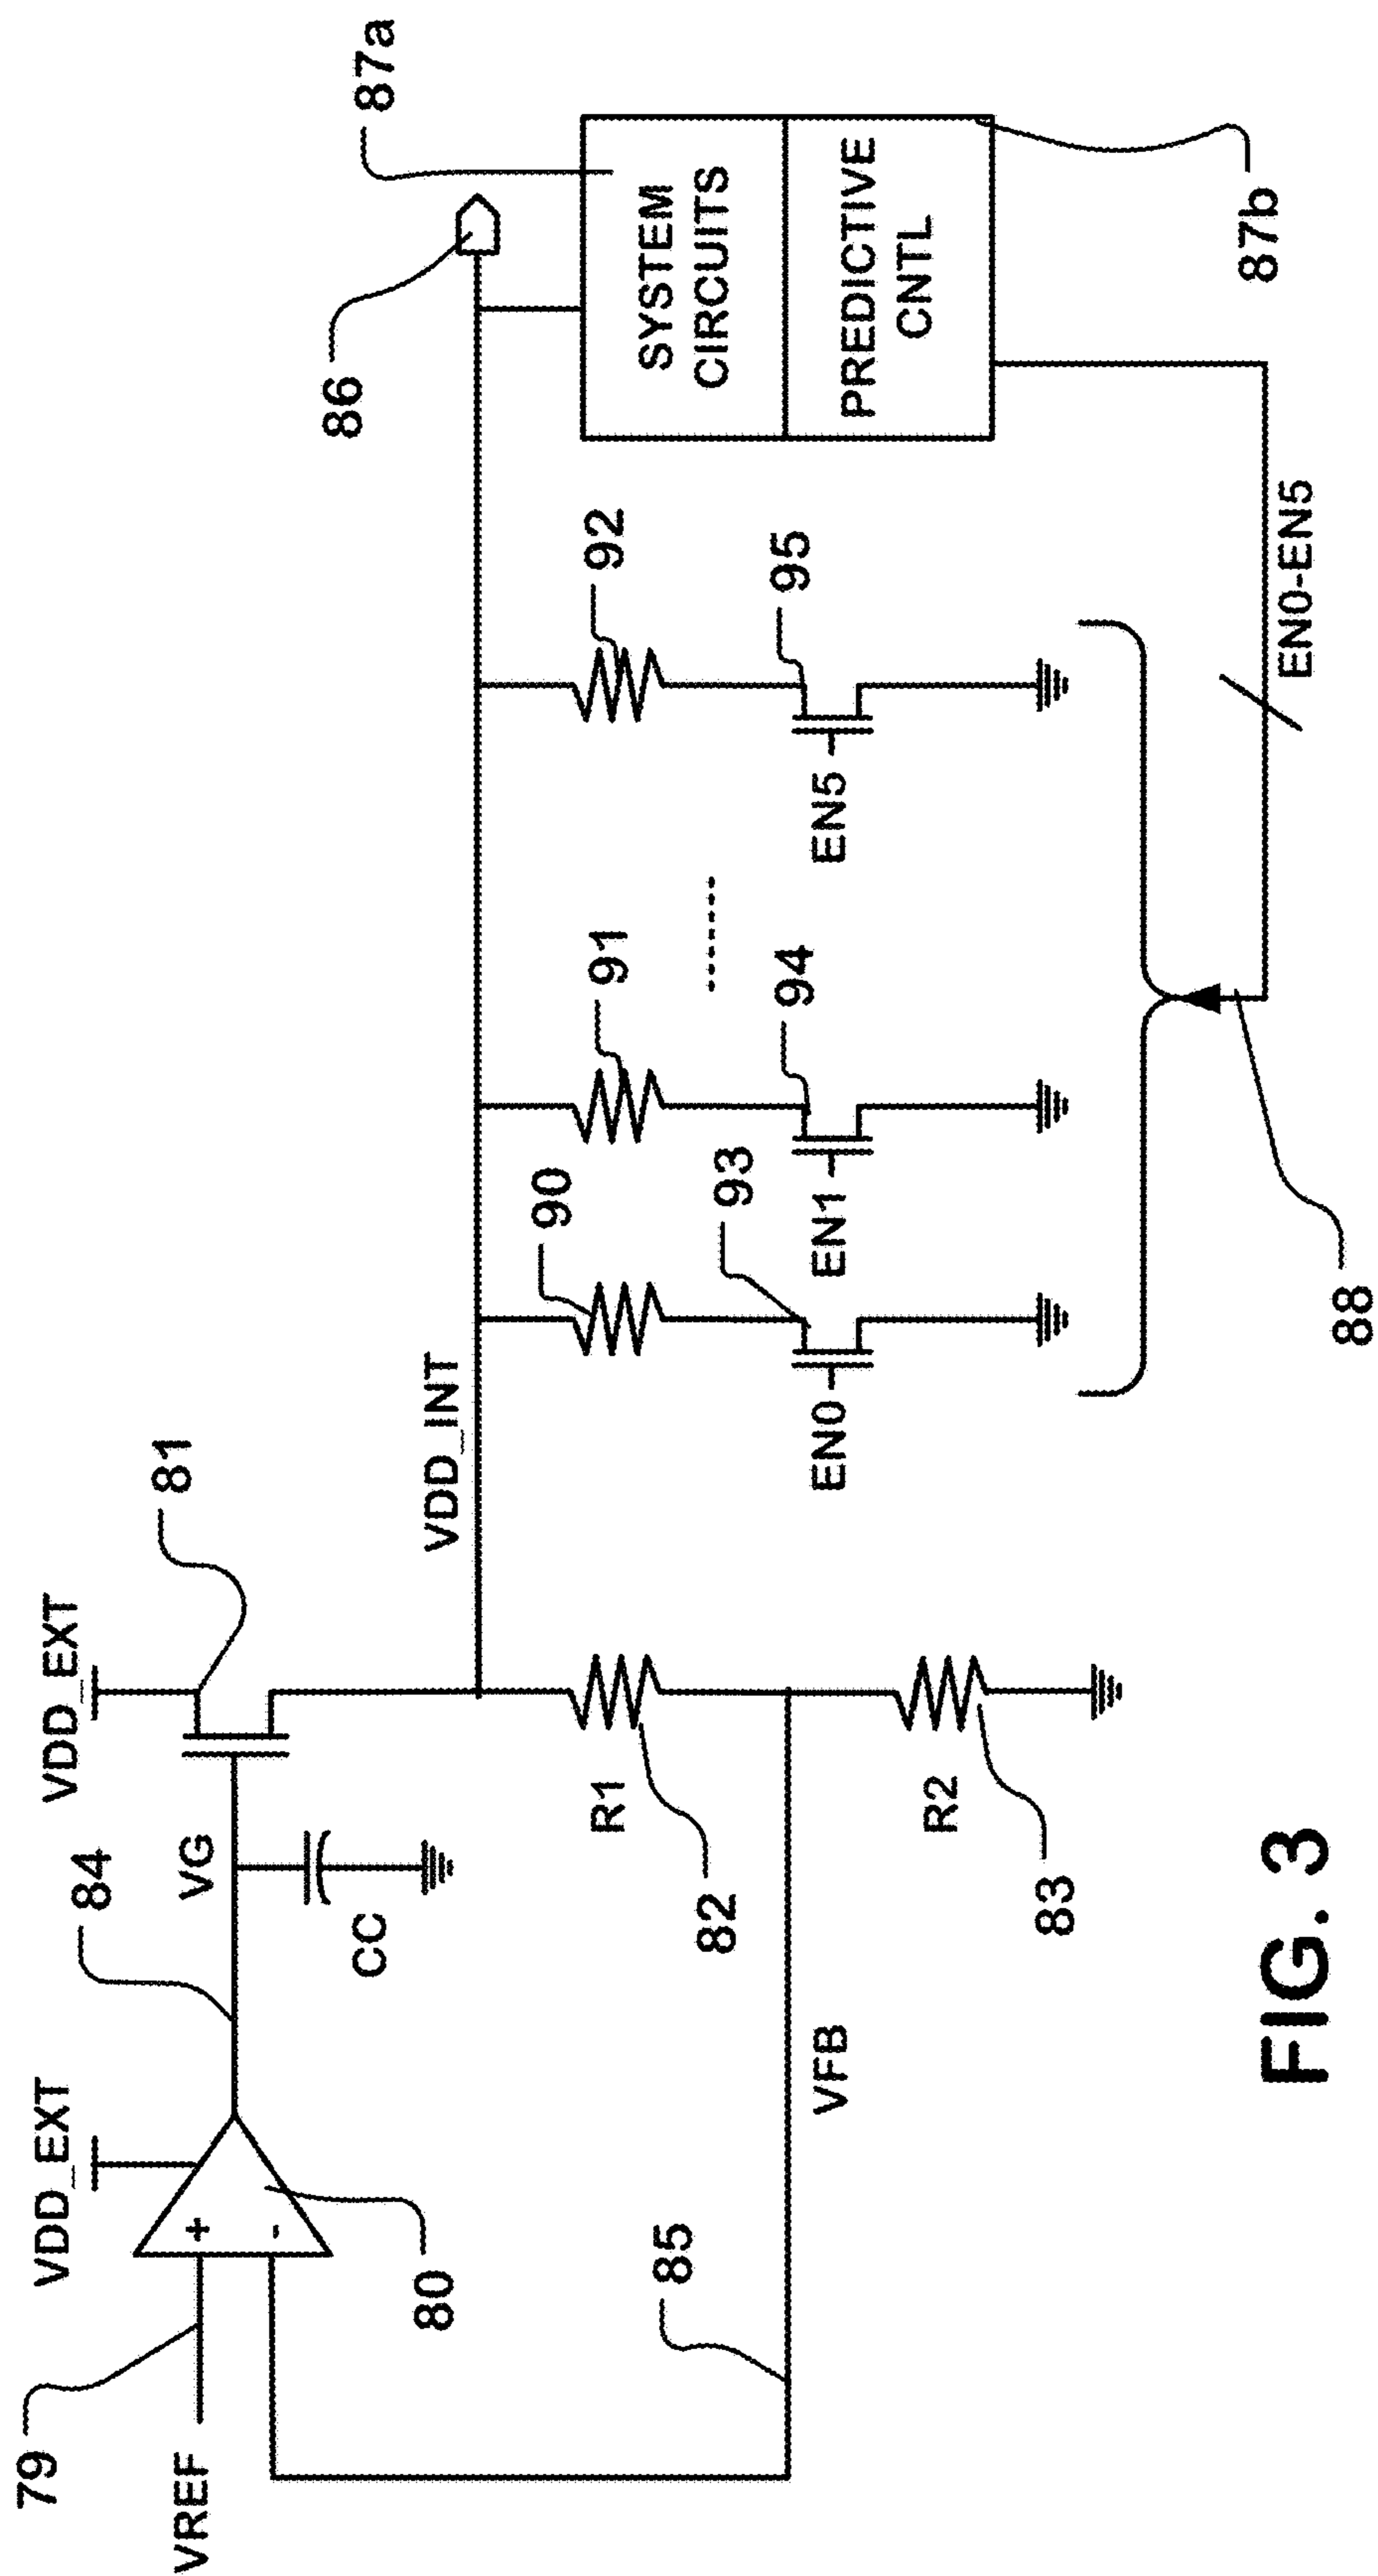 VDD_EXT
VDD_EXT
79
84
81
VREF
+
-
80
VG
CC
VDD_INT
86
87a
R1
82
90
91
92
SYSTEM
CIRCUITS
85
VFB
R2
83
93
94
95
EN0
EN1
EN5
PREDICTIVE
CNTL
87b
EN0-EN5
88
FIG. 3